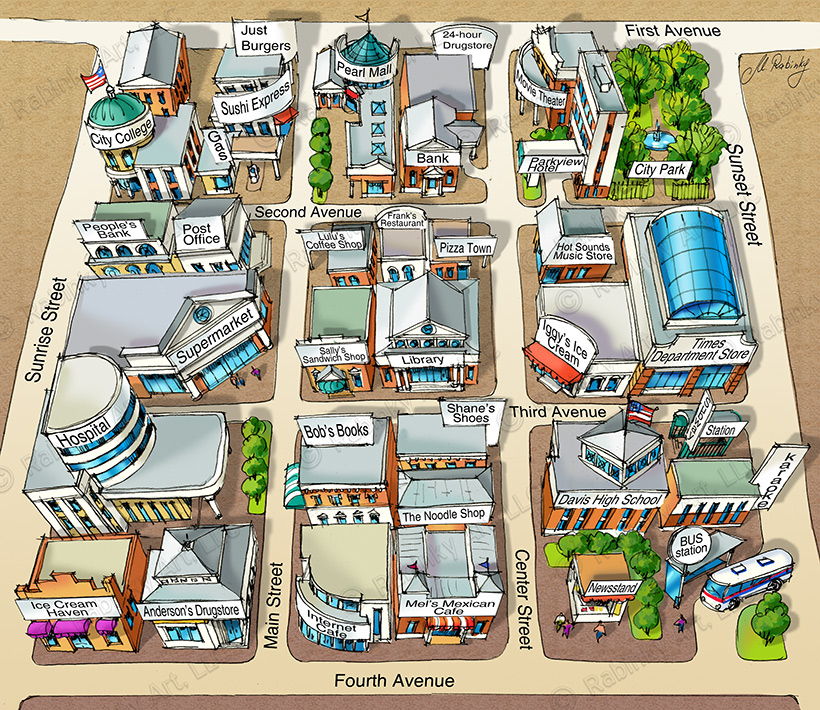 First Avenue
Just
Burgers
24-hour
Drugstore
M. Rabinky
Pearl Mall
Movie Theater
Sushi Express
City College
Gas
Bank
Parkview
Hotel
City Park
Sunset Street
Second Avenue
People's
Bank
Post
Office
Frank's
Restaurant
Lulu's
Coffee Shop
Pizza Town
Hot Sounds
Music Store
Sunrise Street
Supermarket
Sally's
Sandwich Shop
Library
Iggy's Ice
Cream
Times
Department Store
Third Avenue
Shane's
Shoes
Hospital
Bob's Books
Station
Karaoke
Davis High School
The Noodle Shop
BUS
station
Newsstand
Ice Cream
Haven
Anderson's Drugstore
Main Street
Internet
Cafe
Mel's Mexican
Cafe
Center Street
Fourth Avenue